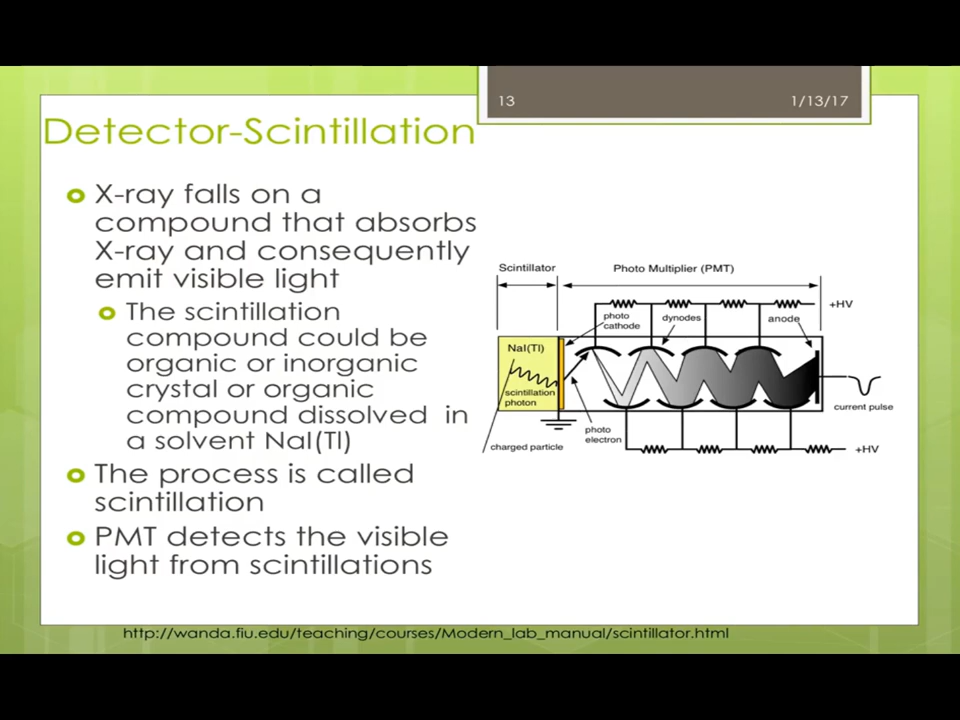 13
1/13/17
Detector-Scintillation
X-ray falls on a
compound that absorbs
X-ray and consequently
emit visible light
The scintillation
compound could be
organic or inorganic
crystal or organic
compound dissolved in
a solvent NaI(Tl)
The process is called
scintillation
PMT detects the visible
light from scintillations
Scintillator
Photo Multiplier (PMT)
photo
cathode
dynodes
anode
+HV
NaI(Tl)
scintillation
photon
current pulse
charged particle
photo
electron
+HV
http://wanda.fiu.edu/teaching/courses/Modern_lab_manual/scintillator.html